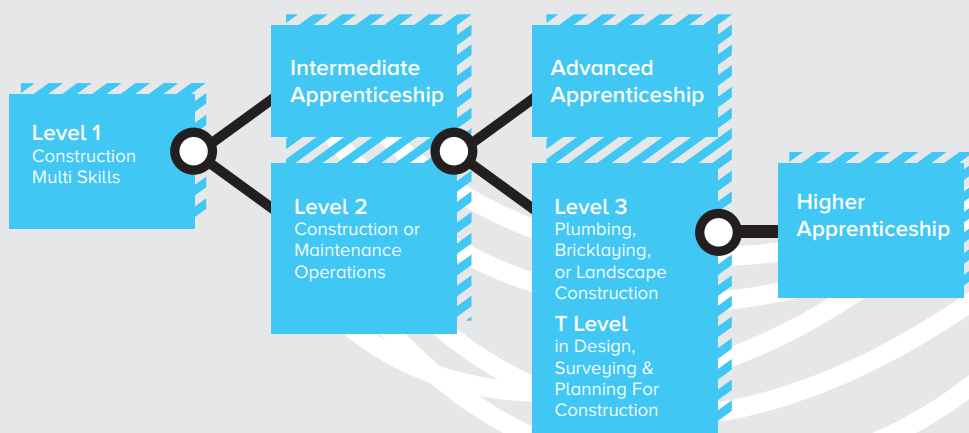 Level 1
Construction
Multi Skills
Intermediate
Apprenticeship
Level 2
Construction or
Maintenance
Operations
Advanced
Apprenticeship
Level 3
Plumbing,
Bricklaying,
or Landscape
Construction
T Level
in Design,
Surveying &
Planning For
Construction
Higher
Apprenticeship